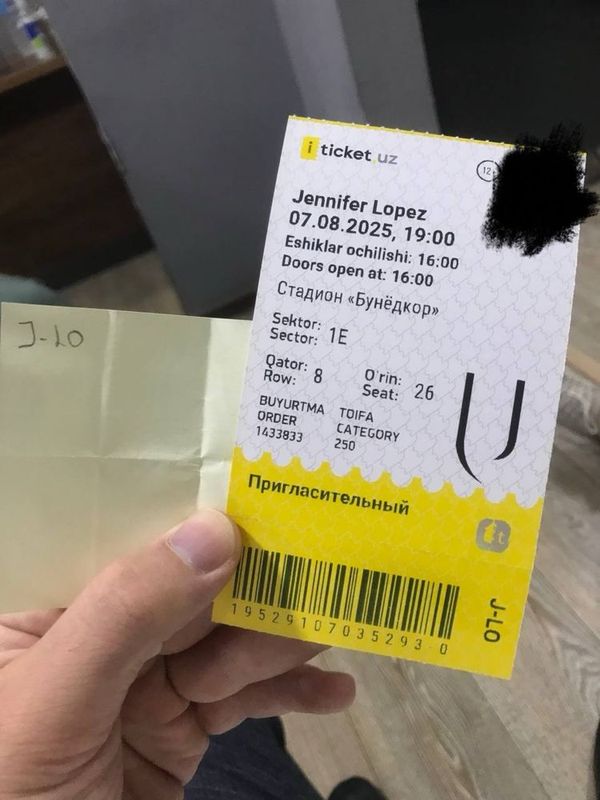 J-LO
i ticket.uz
12+
Jennifer Lopez
07.08.2025, 19:00
Eshiklar ochilishi: 16:00
Doors open at: 16:00
Стадион «Бунёдкор»
Sektor: 1E
Sector:
Qator: 8
Row:
O'rin: 26
Seat:
BUYURTMA
ORDER
1433833
TOIFA
CATEGORY
250
Пригласительный
J-LO
19529107035293 0